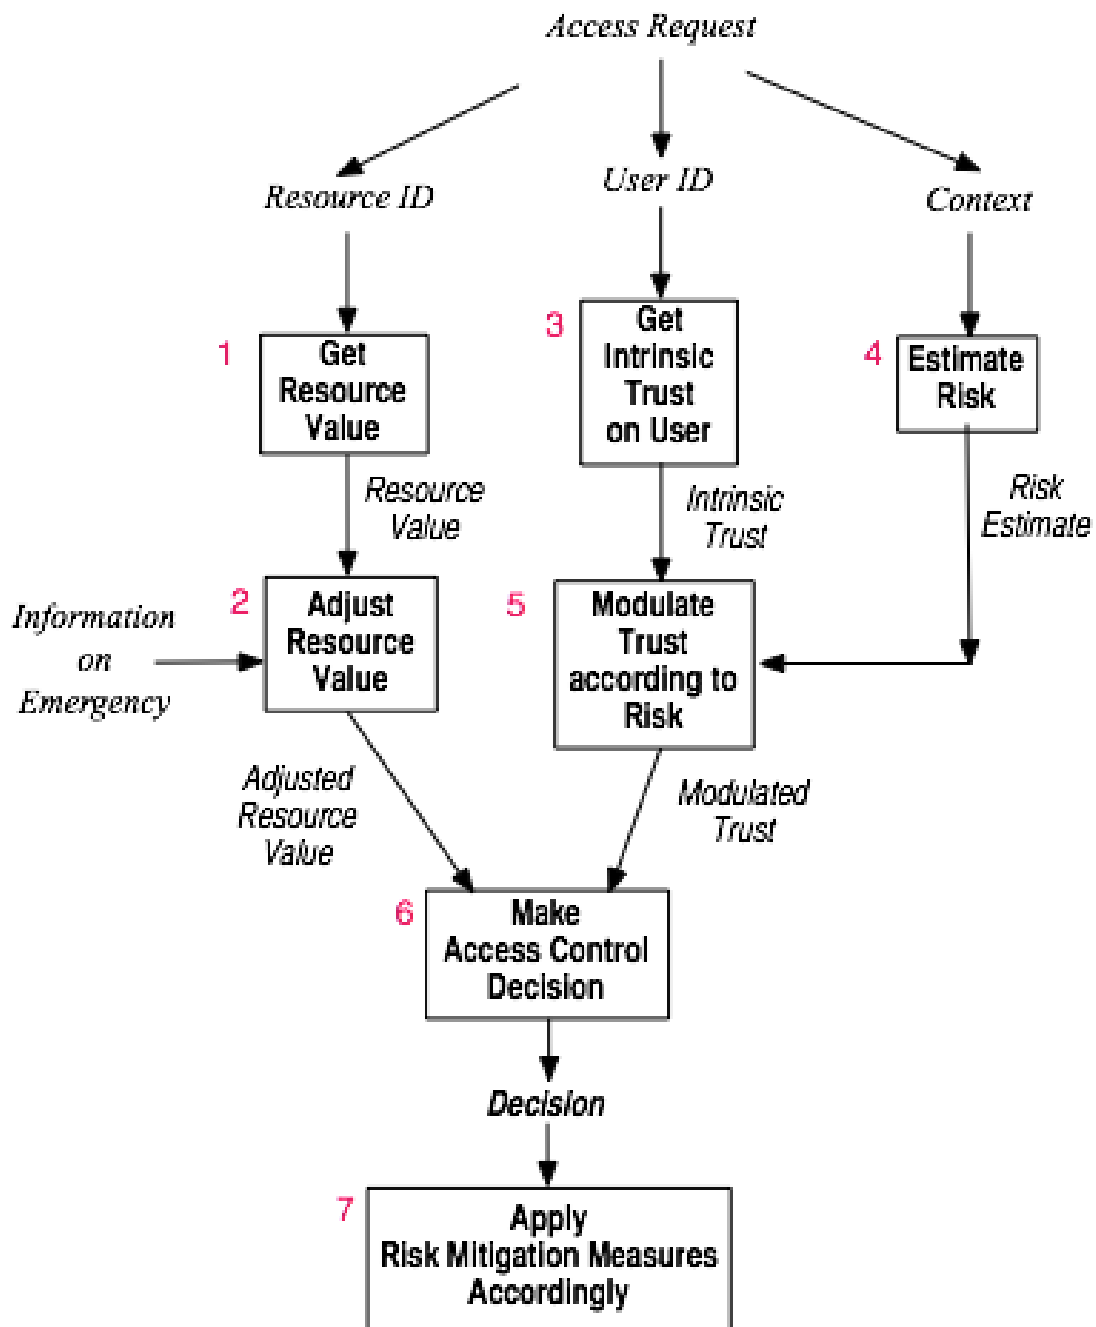 Access Request
Resource ID
User ID
Context
1
Get
Resource
Value
3
Get
Intrinsic
Trust
on User
4
Estimate
Risk
Resource
Value
Intrinsic
Trust
Risk
Estimate
Information
on
Emergency
2
Adjust
Resource
Value
5
Modulate
Trust
according to
Risk
Adjusted
Resource
Value
Modulated
Trust
6
Make
Access Control
Decision
Decision
7
Apply
Risk Mitigation Measures
Accordingly